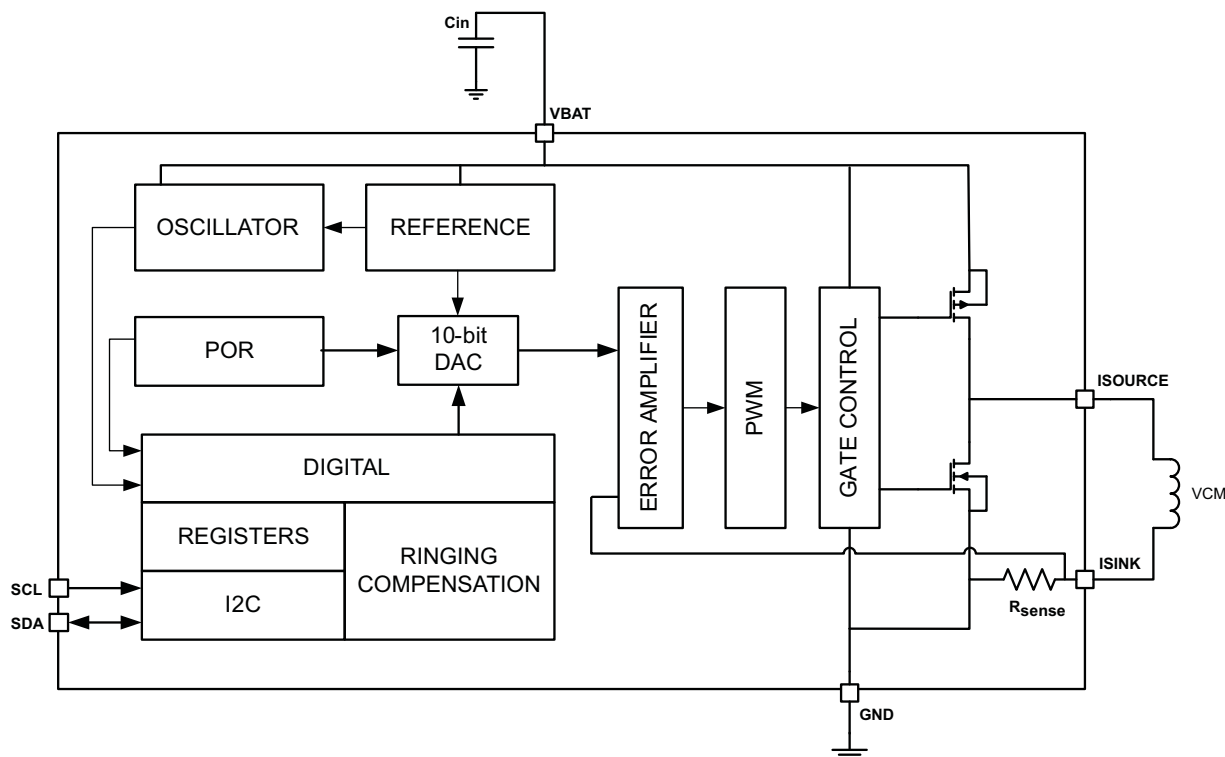 Cin
VBAT
OSCILLATOR
REFERENCE
POR
10-bit
DAC
ERROR AMPLIFIER
PWM
GATE CONTROL
ISOURCE
VCM
DIGITAL
REGISTERS
RINGING
COMPENSATION
I2C
SCL
SDA
ISINK
Rsense
GND